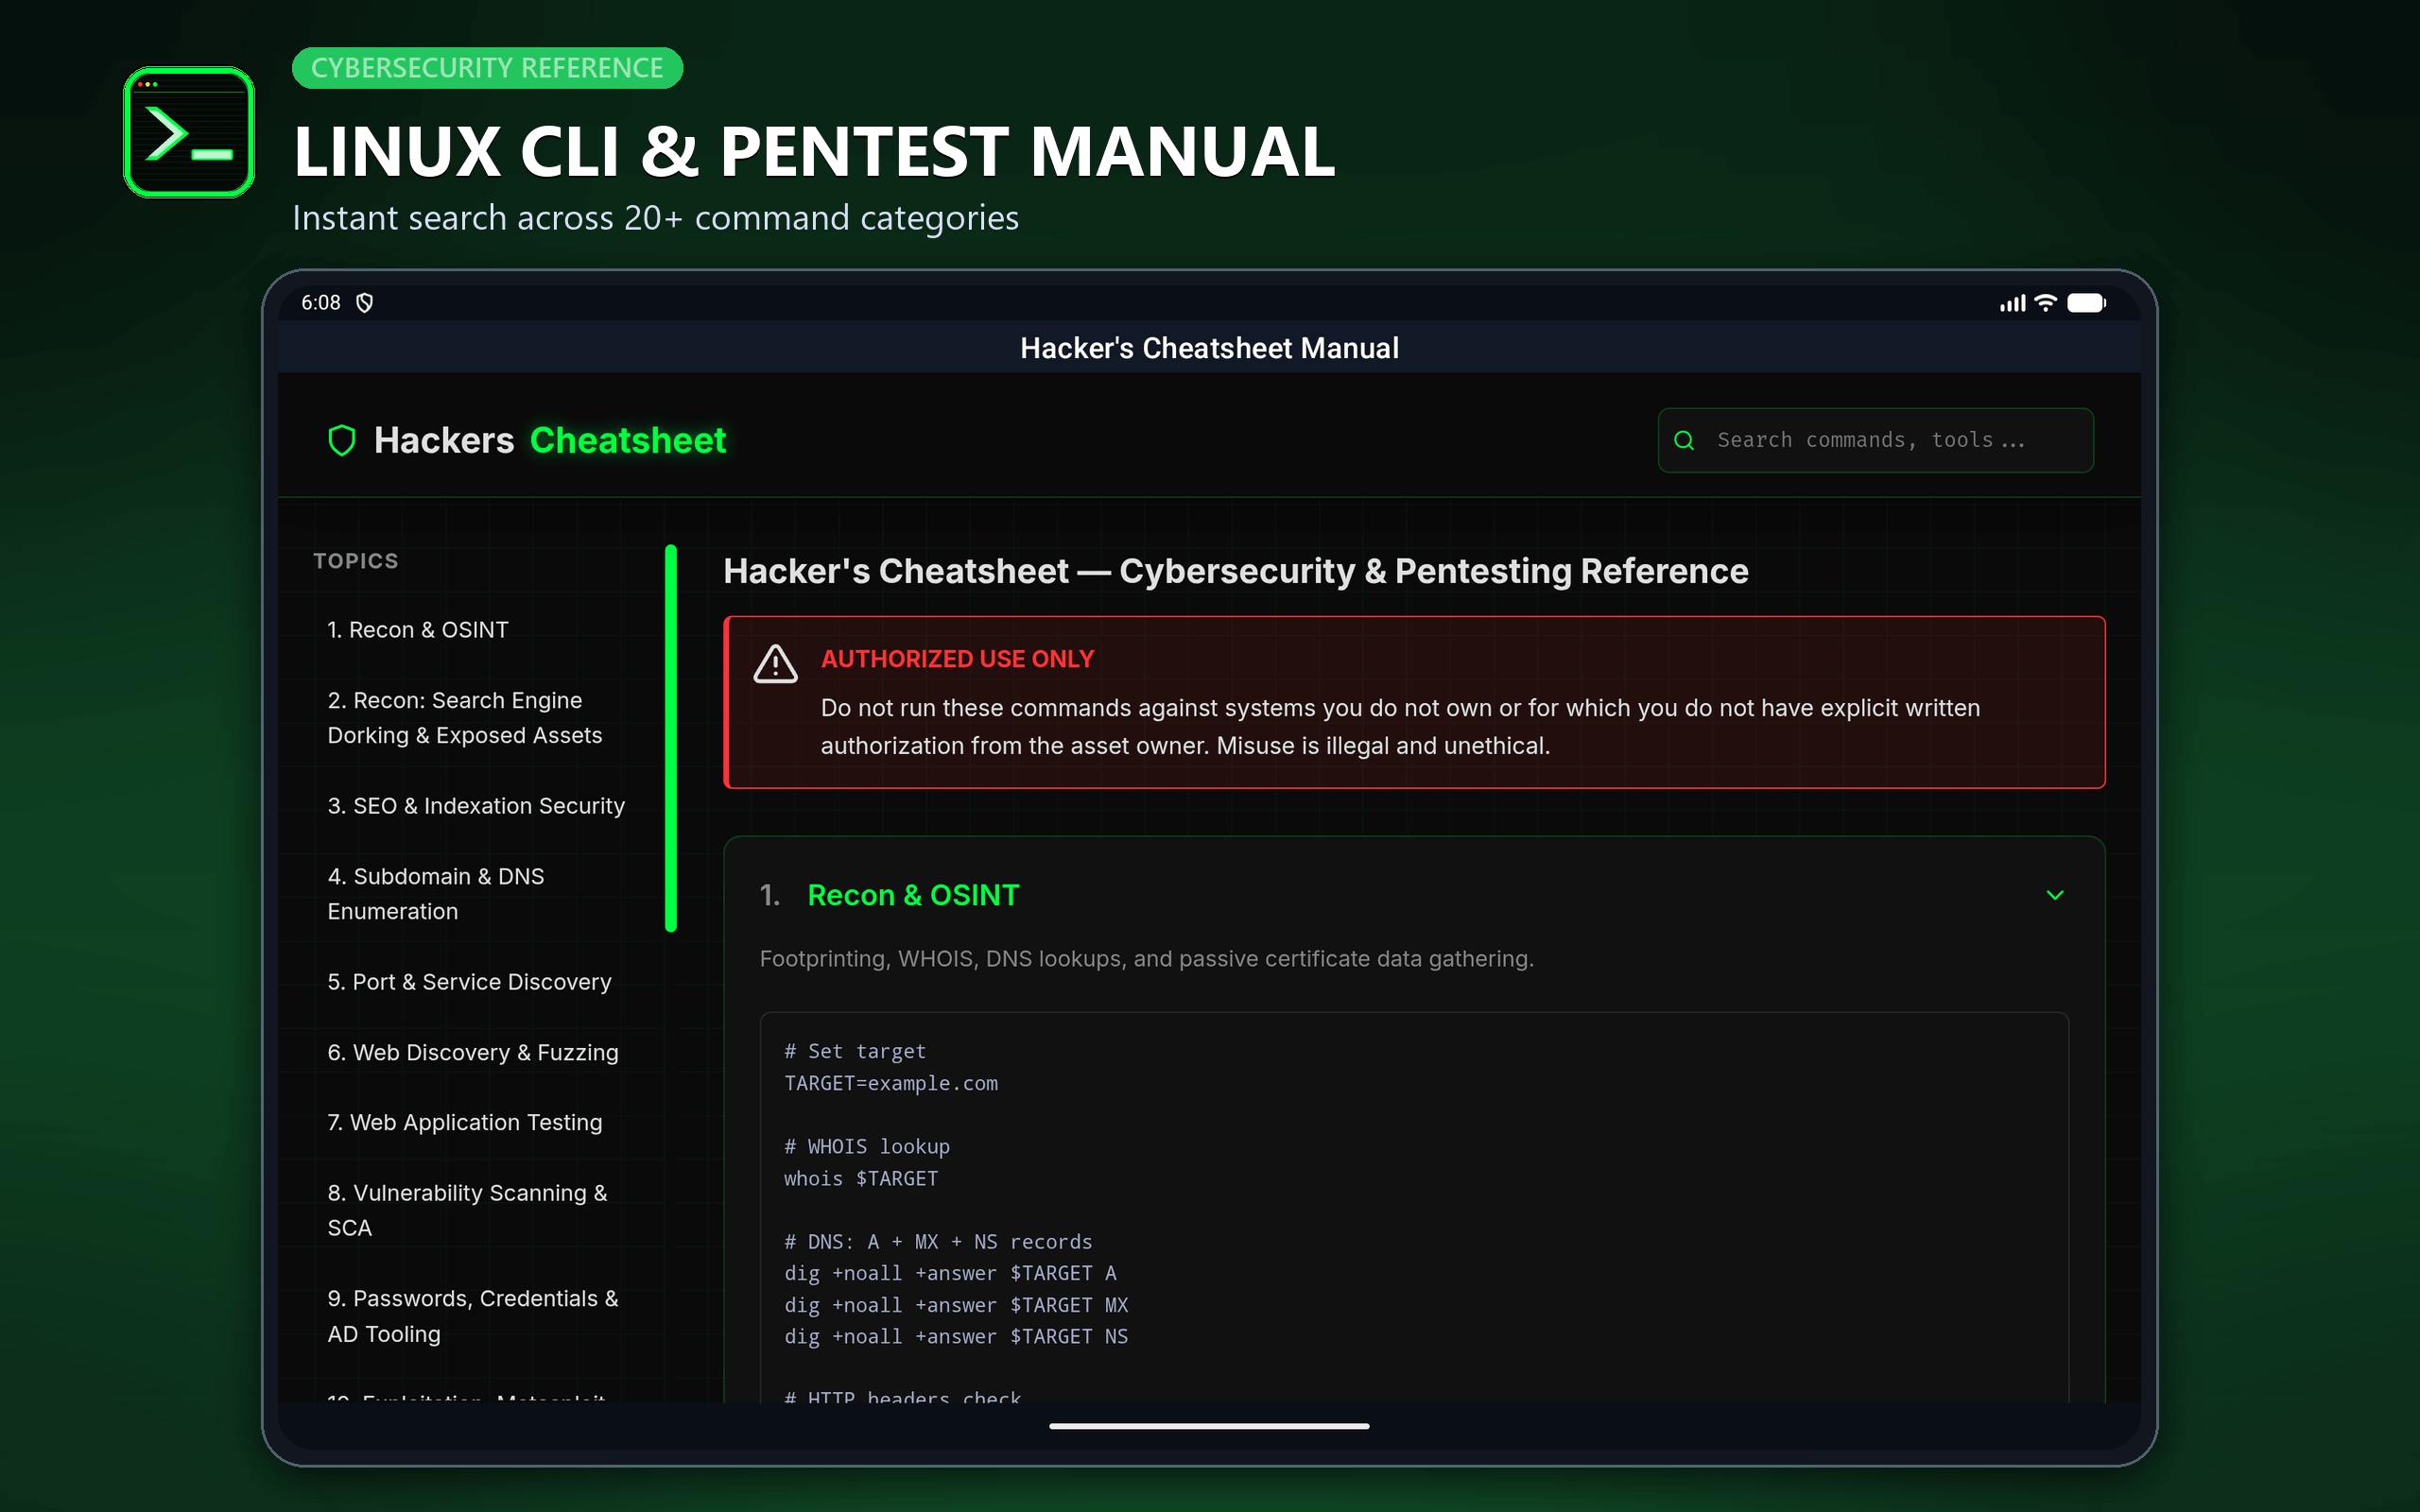 CYBERSECURITY REFERENCE
LINUX CLI & PENTEST MANUAL
Instant search across 20+ command categories
6:08
Hacker's Cheatsheet Manual
Hackers Cheatsheet
Search commands, tools...
TOPICS
1. Recon & OSINT
2. Recon: Search Engine
Dorking & Exposed Assets
3. SEO & Indexation Security
4. Subdomain & DNS
Enumeration
5. Port & Service Discovery
6. Web Discovery & Fuzzing
7. Web Application Testing
8. Vulnerability Scanning &
SCA
9. Passwords, Credentials &
AD Tooling
10. Exploitation, Metasploit
Hacker's Cheatsheet — Cybersecurity & Pentesting Reference
AUTHORIZED USE ONLY
Do not run these commands against systems you do not own or for which you do not have explicit written
authorization from the asset owner. Misuse is illegal and unethical.
1. Recon & OSINT
Footprinting, WHOIS, DNS lookups, and passive certificate data gathering.
# Set target
TARGET=example.com
# WHOIS lookup
whois $TARGET
# DNS: A + MX + NS records
dig +noall +answer $TARGET A
dig +noall +answer $TARGET MX
dig +noall +answer $TARGET NS
# HTTP headers check